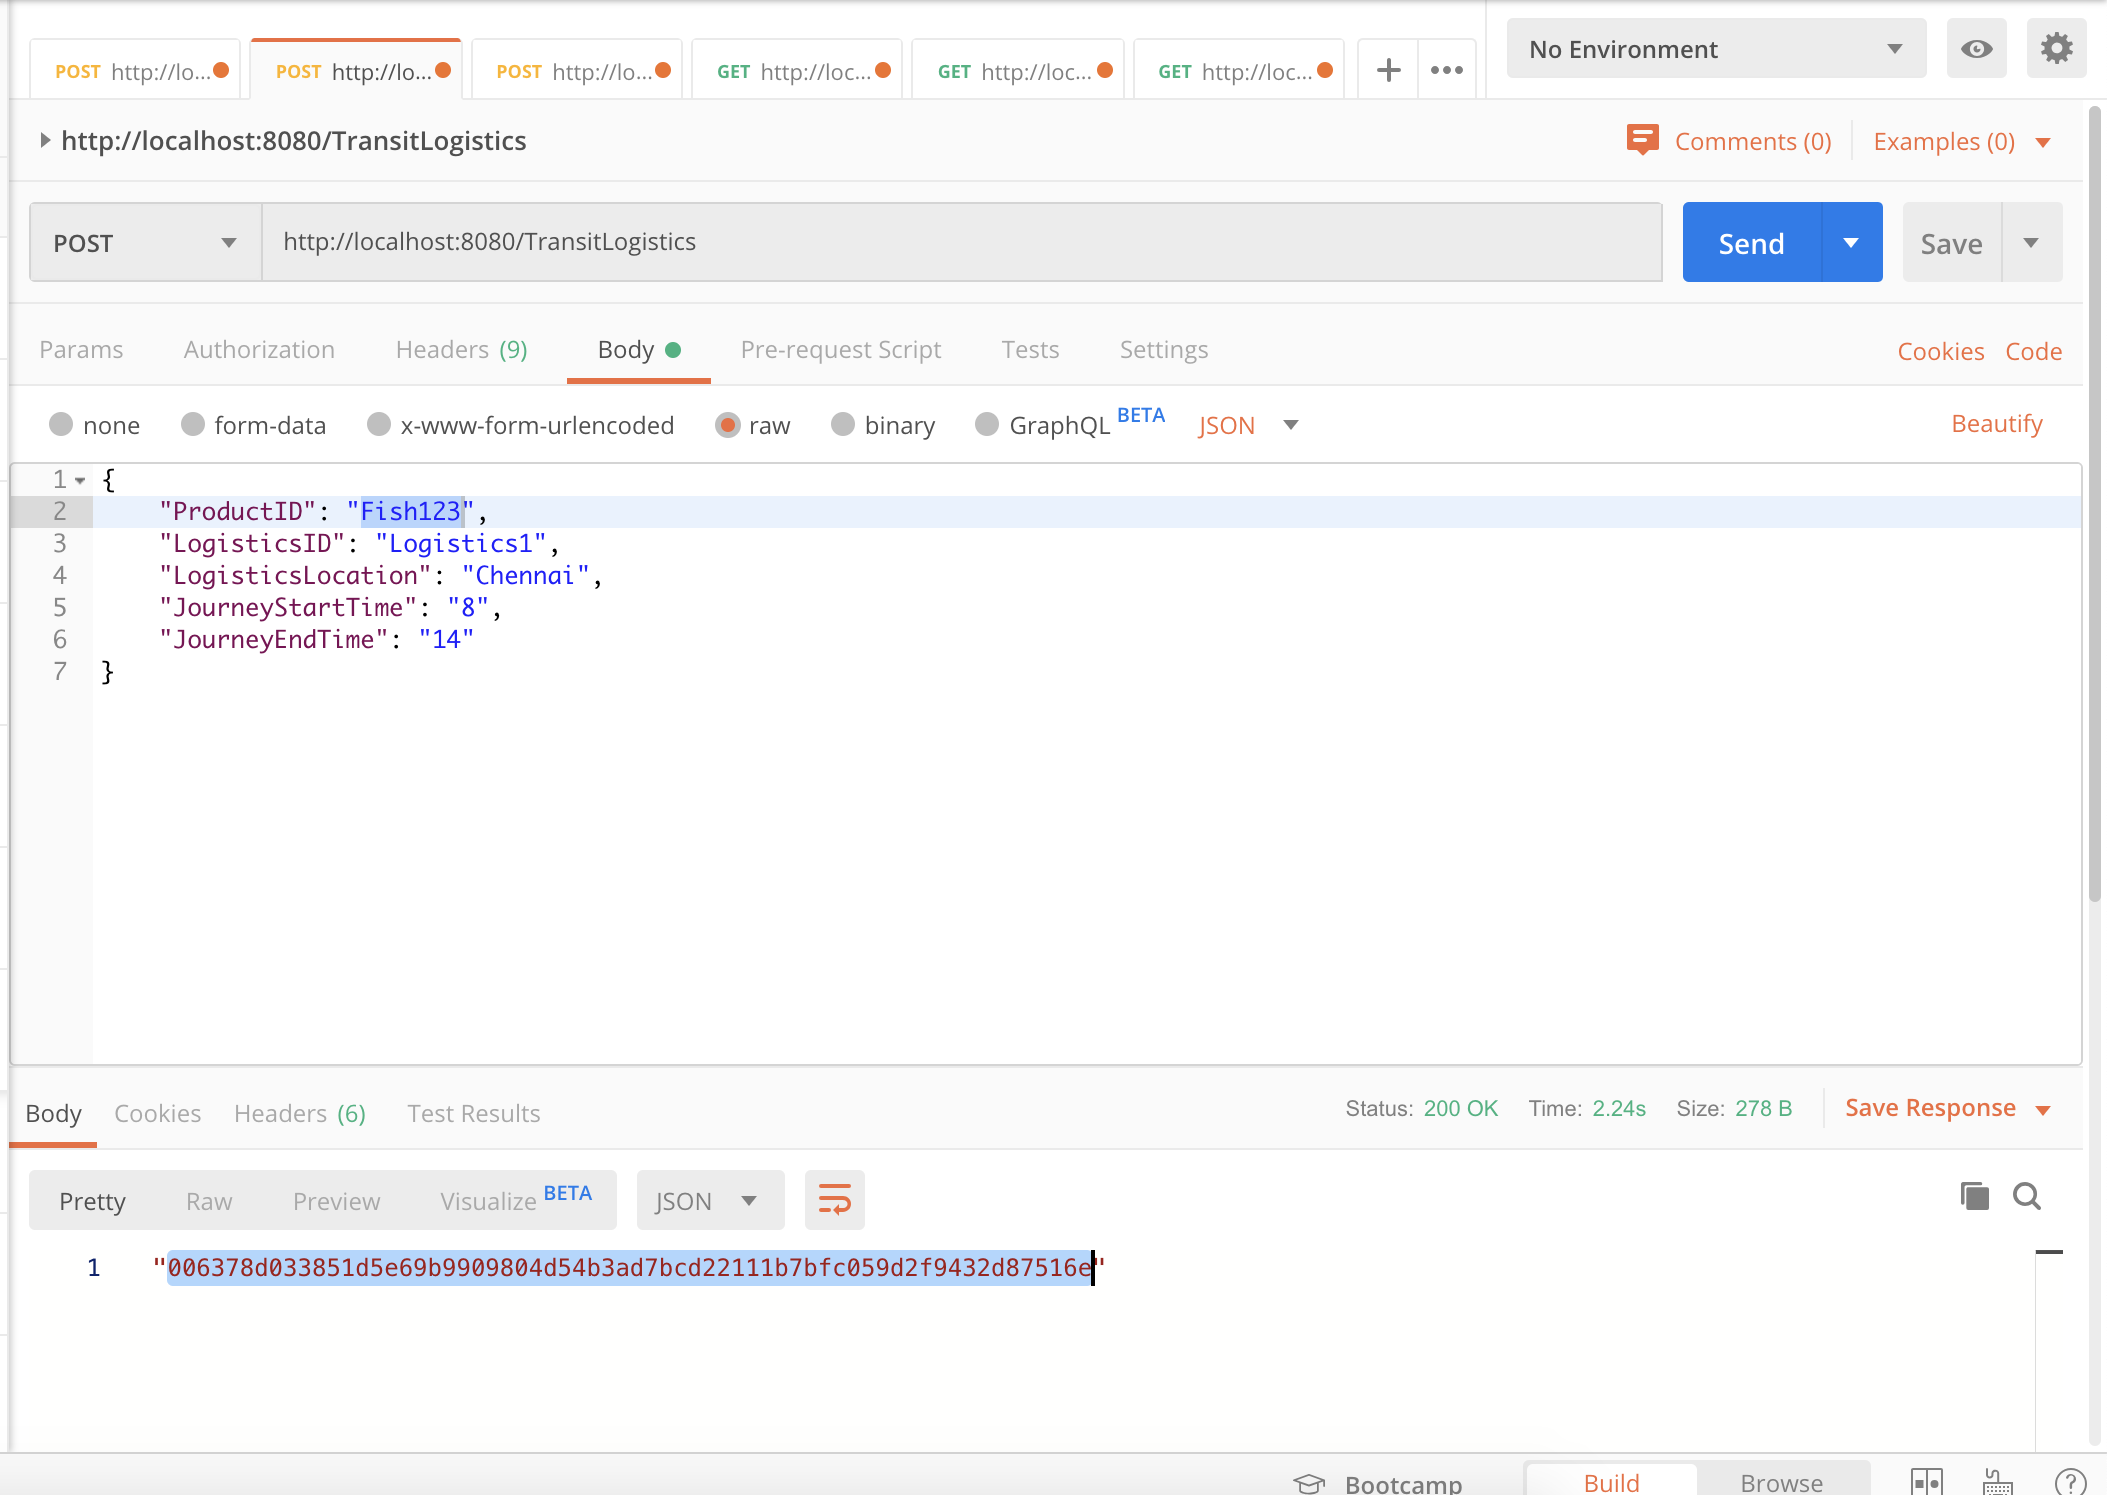 POST http://lo... POST http://lo... POST http://lo... GET http://loc... GET http://loc... GET http://loc... No Environment
http://localhost:8080/TransitLogistics Comments (0) Examples (0)
POST http://localhost:8080/TransitLogistics Send Save
Params Authorization Headers (9) Body Pre-request Script Tests Settings Cookies Code
none form-data x-www-form-urlencoded raw binary GraphQL BETA JSON Beautify
1 {
2 "ProductID": "Fish123",
3 "LogisticsID": "Logistics1",
4 "LogisticsLocation": "Chennai",
5 "JourneyStartTime": "8",
6 "JourneyEndTime": "14"
7 }
Body Cookies Headers (6) Test Results Status: 200 OK Time: 2.24s Size: 278 B Save Response
Pretty Raw Preview Visualize BETA JSON
1 "006378d033851d5e69b9909804d54b3ad7bcd22111b7bfc059d2f9432d87516e"
Bootcamp Build Browse